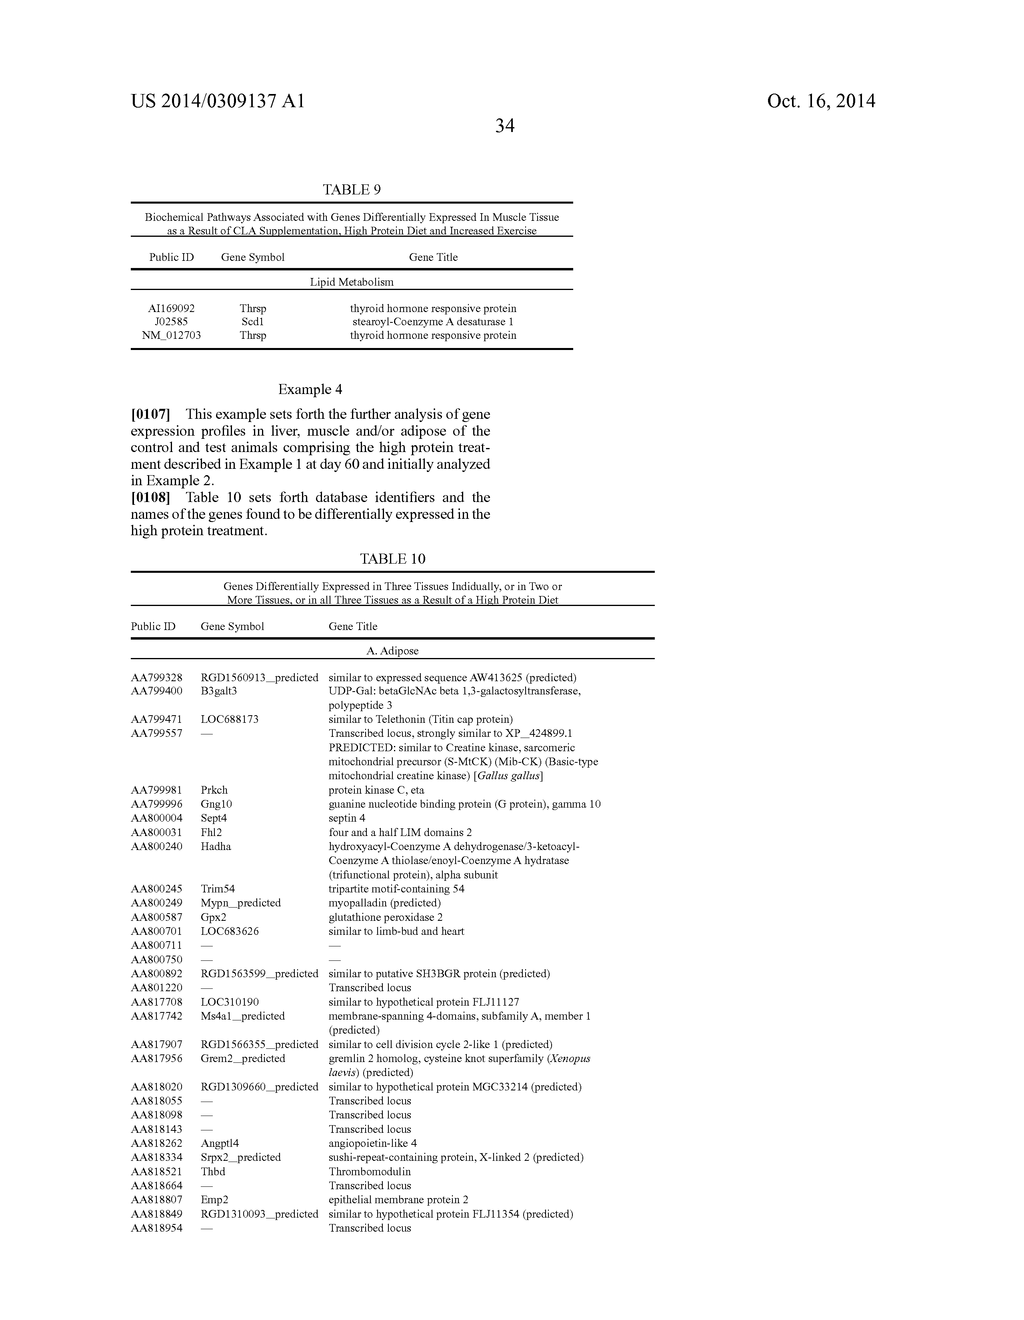 US 2014/0309137 A1
Oct. 16, 2014
34
TABLE 9
Biochemical Pathways Associated with Genes Differentially Expressed In Muscle Tissue
as a Result of CLA Supplementation, High Protein Diet and Increased Exercise
Public ID Gene Symbol Gene Title
Lipid Metabolism
AI169092 Thrsp thyroid hormone responsive protein
J02585 Scd1 stearoyl-Coenzyme A desaturase 1
NM_012703 Thrsp thyroid hormone responsive protein
Example 4
[0107] This example sets forth the further analysis of gene
expression profiles in liver, muscle and/or adipose of the
control and test animals comprising the high protein treat-
ment described in Example 1 at day 60 and initially analyzed
in Example 2.
[0108] Table 10 sets forth database identifiers and the
names of the genes found to be differentially expressed in the
high protein treatment.
TABLE 10
Genes Differentially Expressed in Three Tissues Indidually, or in Two or
More Tissues, or in all Three Tissues as a Result of a High Protein Diet
Public ID Gene Symbol Gene Title
A. Adipose
AA799328 RGD1560913_predicted similar to expressed sequence AW413625 (predicted)
AA799400 B3galt3 UDP-Gal: betaGlcNAc beta 1,3-galactosyltransferase,
polypeptide 3
AA799471 LOC688173 similar to Telethonin (Titin cap protein)
AA799557 — Transcribed locus, strongly similar to XP_424899.1
PREDICTED: similar to Creatine kinase, sarcomeric
mitochondrial precursor (S-MtCK) (Mib-CK) (Basic-type
mitochondrial creatine kinase) [Gallus gallus]
AA799981 Prkch protein kinase C, eta
AA799996 Gng10 guanine nucleotide binding protein (G protein), gamma 10
AA800004 Sept4 septin 4
AA800031 Fhl2 four and a half LIM domains 2
AA800240 Hadha hydroxyacyl-Coenzyme A dehydrogenase/3-ketoacyl-
Coenzyme A thiolase/enoyl-Coenzyme A hydratase
(trifunctional protein), alpha subunit
AA800245 Trim54 tripartite motif-containing 54
AA800249 Mypn_predicted myopalladin (predicted)
AA800587 Gpx2 glutathione peroxidase 2
AA800701 LOC683626 similar to limb-bud and heart
AA800711 — —
AA800750 — —
AA800892 RGD1563599_predicted similar to putative SH3BGR protein (predicted)
AA801220 — Transcribed locus
AA817708 LOC310190 similar to hypothetical protein FLJ11127
AA817742 Ms4a1_predicted membrane-spanning 4-domains, subfamily A, member 1
(predicted)
AA817907 RGD1566355_predicted similar to cell division cycle 2-like 1 (predicted)
AA817956 Grem2_predicted gremlin 2 homolog, cysteine knot superfamily (Xenopus
laevis) (predicted)
AA818020 RGD1309660_predicted similar to hypothetical protein MGC33214 (predicted)
AA818055 — Transcribed locus
AA818098 — Transcribed locus
AA818143 — Transcribed locus
AA818262 Angptl4 angiopoietin-like 4
AA818334 Srpx2_predicted sushi-repeat-containing protein, X-linked 2 (predicted)
AA818521 Thbd Thrombomodulin
AA818664 — Transcribed locus
AA818807 Emp2 epithelial membrane protein 2
AA818849 RGD1310093_predicted similar to hypothetical protein FLJ11354 (predicted)
AA818954 — Transcribed locus